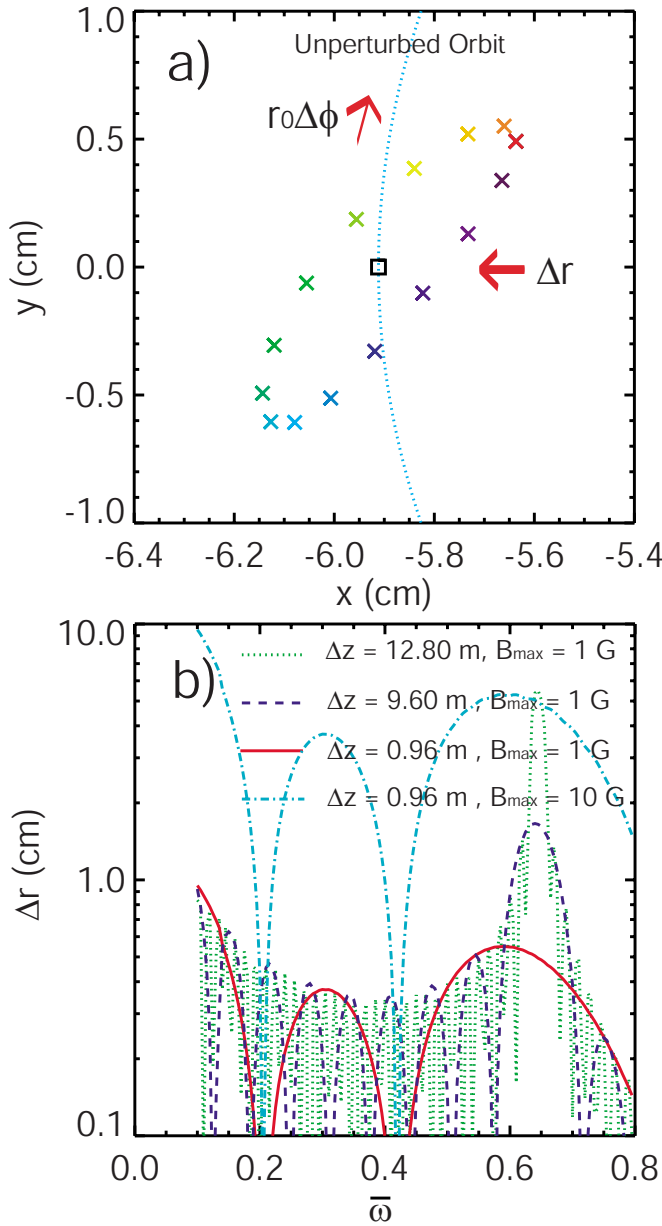 1.0
Unperturbed Orbit
a)
r₀Δϕ
0.5
y (cm)
0.0
Δr
-0.5
-1.0
-6.4 -6.2 -6.0 -5.8 -5.6 -5.4
x (cm)
10.0
b)
Δz = 12.80 m, Bmax = 1 G
Δz = 9.60 m , Bmax = 1 G
Δz = 0.96 m , Bmax = 1 G
Δz = 0.96 m , Bmax = 10 G
Δr (cm)
1.0
0.1
0.0 0.2 0.4 0.6 0.8
ω̅